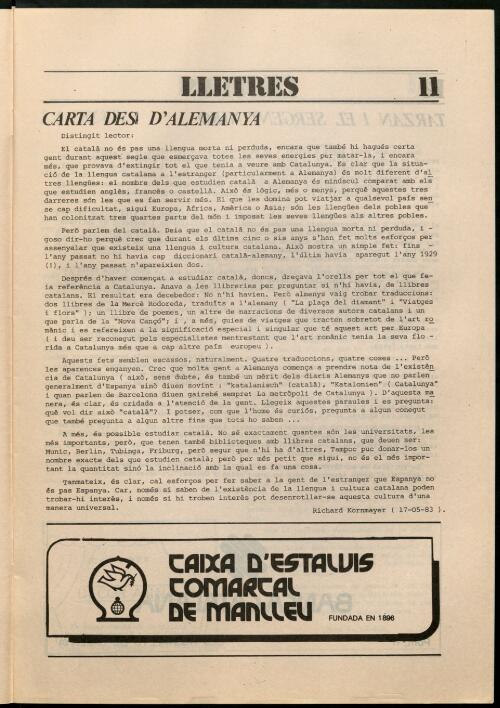 LLETRES 11
CARTA DESI D'ALEMANYA
Distingit lector:
El català no és pas una llengua morta ni perduda, encara que també hi hagués certa
gent durant aquest segle que esmerçava totes les seves energies per matar-la, i encara
més, que provava d'extingir tot el que tenia a veure amb Catalunya. Es clar que la situa-
ció de la llengua catalana a l'estranger (particularment a Alemanya) és molt diferent d'al
tres llengües: el nombre dels que estudien català a Alemanya és minúscul comparat amb als
que estudien anglès, francès o castellà. Això és lògic, més o menys, perquè aquestes tres
darreres són les que es fan servir més. El que les domina pot viatjar a qualsevol país sen
se cap dificultat, sigui Europa, Africa, Amèrica o Asia; són les llengües dels pobles que
han colonitzat tres quartes parts del món i imposat les seves llengües als altres pobles.
Però parlem del català. Deia que el català no és pas una llengua morta ni perduda, i -
goso dir-ho perquè crec que durant els últims cinc o sis anys s'han fet molts esforços per
assenyalar que existeix una llengua i cultura catalana. Això mostra un simple fet: fins -
l'any passat no hi havia cap diccionari català-alemany, l'últim havia aparegut l'any 1929
(!), i l'any passat n'apareixen dos.
Després d'haver començat a estudiar català, doncs, dreçava l'orella per tot el que fe-
ia referència a Catalunya. Anava a les llibreries per preguntar si n'hi havia, de llibres
catalans. El resultat era decebedor: No n'hi havien. Però almenys vaig trobar traduccions:
dos llibres de la Mercè Rodoreda, traduïts a l'alemany ( "La plaça del diamant" i "Viatges
i flors" ); un llibre de poemes, un altre de narracions de diversos autors catalans i un
que parla de la "Nova Cançó"; i , a més, guies de viatges que tracten sobretot de l'art ro
mànic i es refereixen a la significació especial i singular que té aquest art per Europa
( i deu ser reconegut pels especialistes mentrestant que l'art romànic tenia la seva flo -
rida a Catalunya més que a cap altre país europeu ).
Aquests fets semblen escassos, naturalment. Quatre traduccions, quatre coses ... Però
les aparences enganyen. Crec que molta gent a Alemanya comença a prendre nota de l'existèn
cia de Catalunya ( això, sens dubte, és també un mèrit dels diaris Alemanys que no parlen
generalment d'Espanya sinó diuen sovint : "katalanisch" (català), "Katalonien" ( Catalunya"
i quan parlen de Barcelona diuen gairebé sempre: La metròpoli de Catalunya ). D'aquesta ma
nera, és clar, és cridada a l'atenció de la gent. Llegeix aquestes paraules i es pregunta:
què vol dir això "català"? I potser, com que l'home és curiós, pregunta a algun conegut
que també pregunta a algun altre fins que tots ho saben ...
A més, és possible estudiar català. No sé exactament quantes són les universitats, les
més importants, però, que tenen també biblioteques amb llibres catalans, que deuen ser:
Munic, Berlin, Tubinga, Friburg, però segur que n'hi ha d'altres, Tampoc puc donar-los un
nombre exacte dels que estudien català; però per més petit que sigui, no és el més impor-
tant la quantitat sinó la inclinació amb la qual es fa una cosa.
Tanmateix, és clar, cal esforços per fer saber a la gent de l'estranger que Espanya no
és pas Espanya. Car, només si saben de l'existència de la llengua i cultura catalana poden
trobar-hi interès, i només si hi troben interès pot desenrotllar-se aquesta cultura d'una
manera universal.
Richard Kornmayer ( 17-05-83 ).
CAIXA D'ESTALVIS
COMARCAL
DE MANLLEU
FUNDADA EN 1896